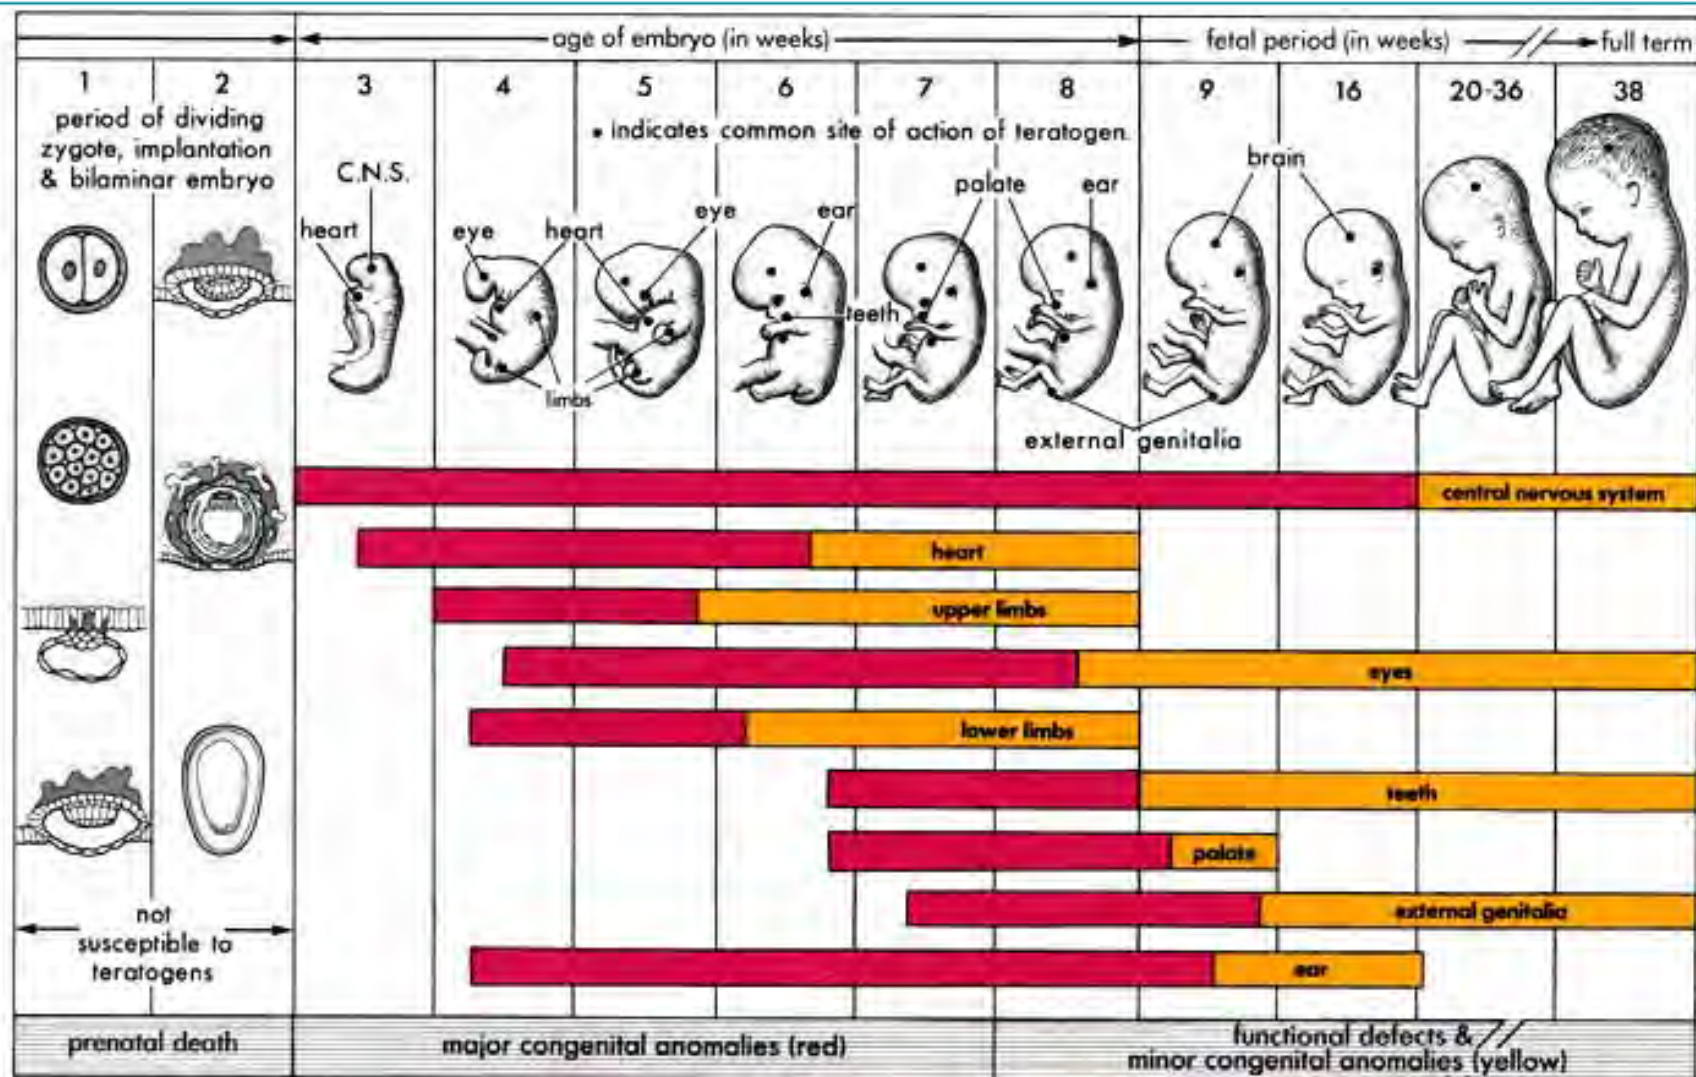 age of embryo (in weeks)
fetal period (in weeks)
full term
1
2
3
4
5
6
7
8
9
16
20-36
38
period of dividing
zygote, implantation
& bilaminar embryo
• Indicates common site of action of teratogen.
C.N.S.
heart
eye
heart
eye
ear
palate
ear
brain
teeth
limbs
external genitalia
central nervous system
heart
upper limbs
eyes
lower limbs
teeth
palate
external genitalia
ear
not
susceptible to
teratogens
prenatal death
major congenital anomalies (red)
functional defects &
minor congenital anomalies (yellow)